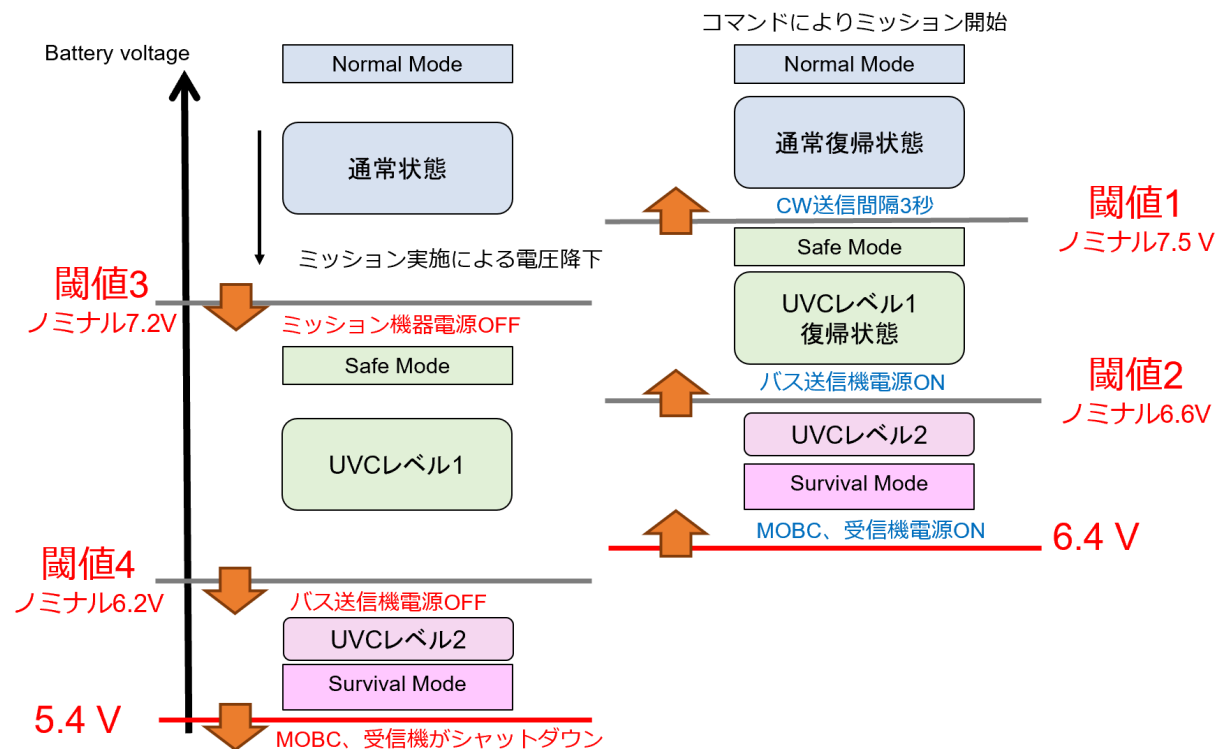 Battery voltage
Normal Mode
通常状態
ミッション実施による電圧降下
閾値3
ノミナル7.2V
ミッション機器電源OFF
Safe Mode
UVCレベル1
閾値4
ノミナル6.2V
バス送信機電源OFF
UVCレベル2
Survival Mode
5.4 V
MOBC、受信機がシャットダウン
コマンドによりミッション開始
Normal Mode
通常復帰状態
CW送信間隔3秒
閾値1
ノミナル7.5 V
Safe Mode
UVCレベル1
復帰状態
バス送信機電源ON
閾値2
ノミナル6.6V
UVCレベル2
Survival Mode
MOBC、受信機電源ON
6.4 V